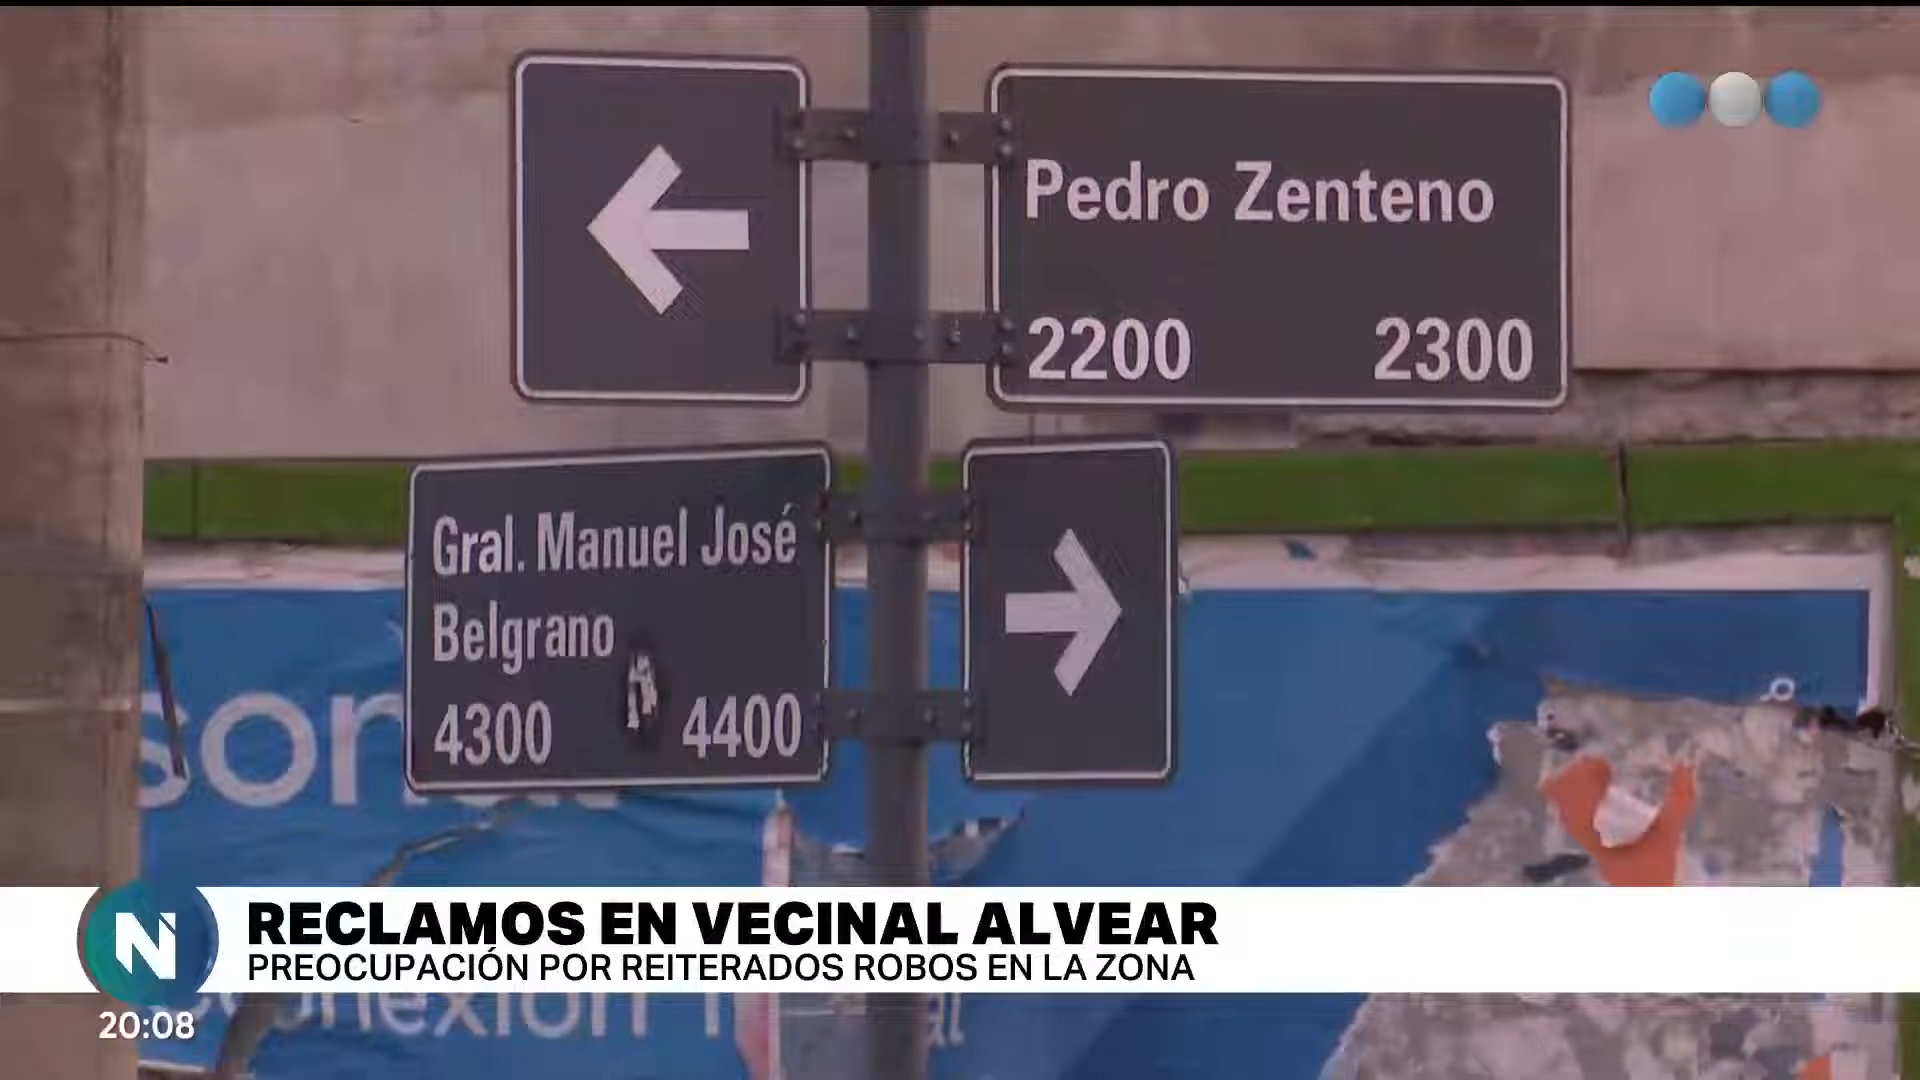 Pedro Zenteno
2200 2300
Gral. Manuel José
Belgrano
4300 4400
N
RECLAMOS EN VECINAL ALVEAR
PREOCUPACIÓN POR REITERADOS ROBOS EN LA ZONA
20:08